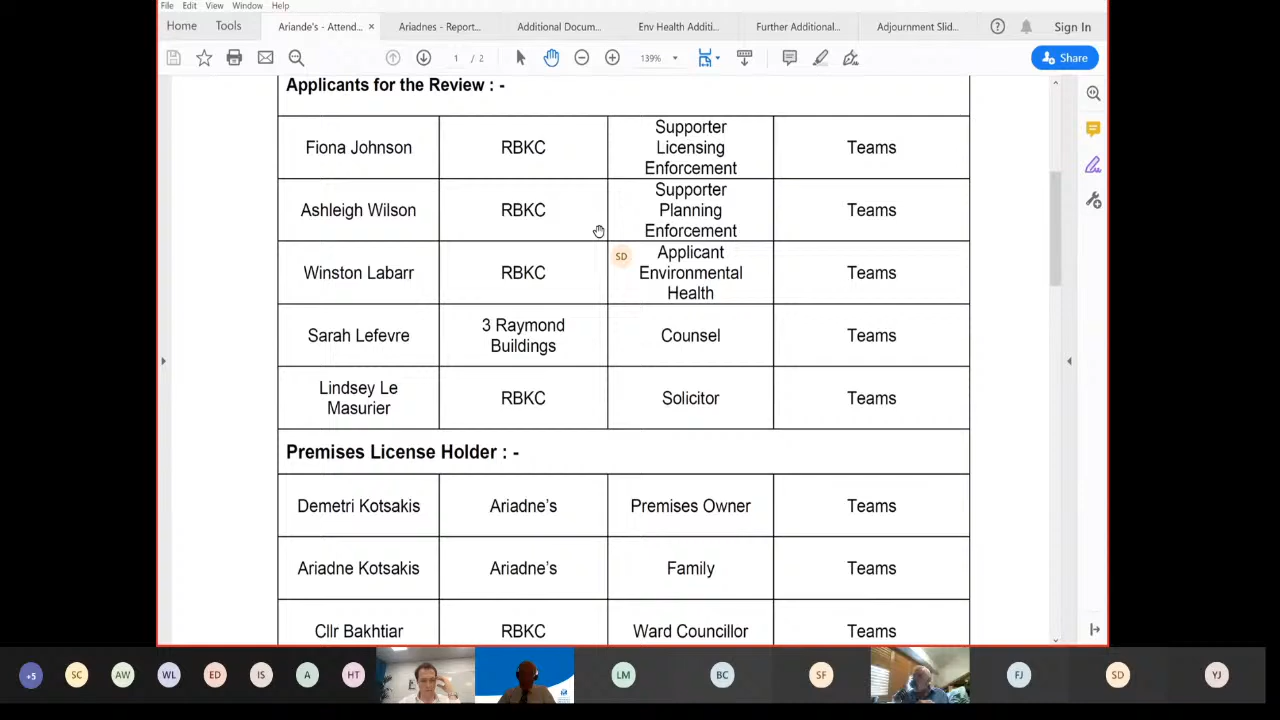 File Edit View Window Help
Home Tools Ariande's - Attend... × Ariadnes - Report... Additional Docum... Env Health Additi... Further Additional... Adjournment Slid... Sign In
1 / 2 139% Share
Applicants for the Review : -
Fiona Johnson RBKC Supporter Licensing Enforcement Teams
Ashleigh Wilson RBKC Supporter Planning Enforcement Teams
SD
Winston Labarr RBKC Applicant Environmental Health Teams
Sarah Lefevre 3 Raymond Buildings Counsel Teams
Lindsey Le Masurier RBKC Solicitor Teams
Premises License Holder : -
Demetri Kotsakis Ariadne's Premises Owner Teams
Ariadne Kotsakis Ariadne's Family Teams
Cllr Bakhtiar RBKC Ward Councillor Teams
+5 SC AW WL ED IS A HT LM BC SF FJ SD YJ